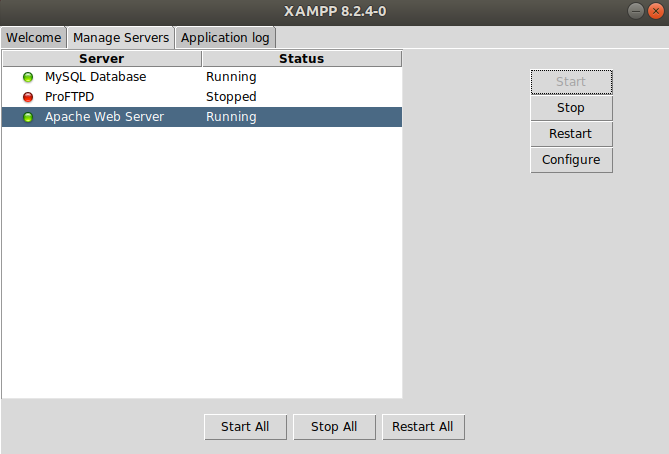 XAMPP 8.2.4-0
Welcome Manage Servers Application log
Server Status
MySQL Database Running
ProFTPD Stopped
Apache Web Server Running
Start
Stop
Restart
Configure
Start All Stop All Restart All